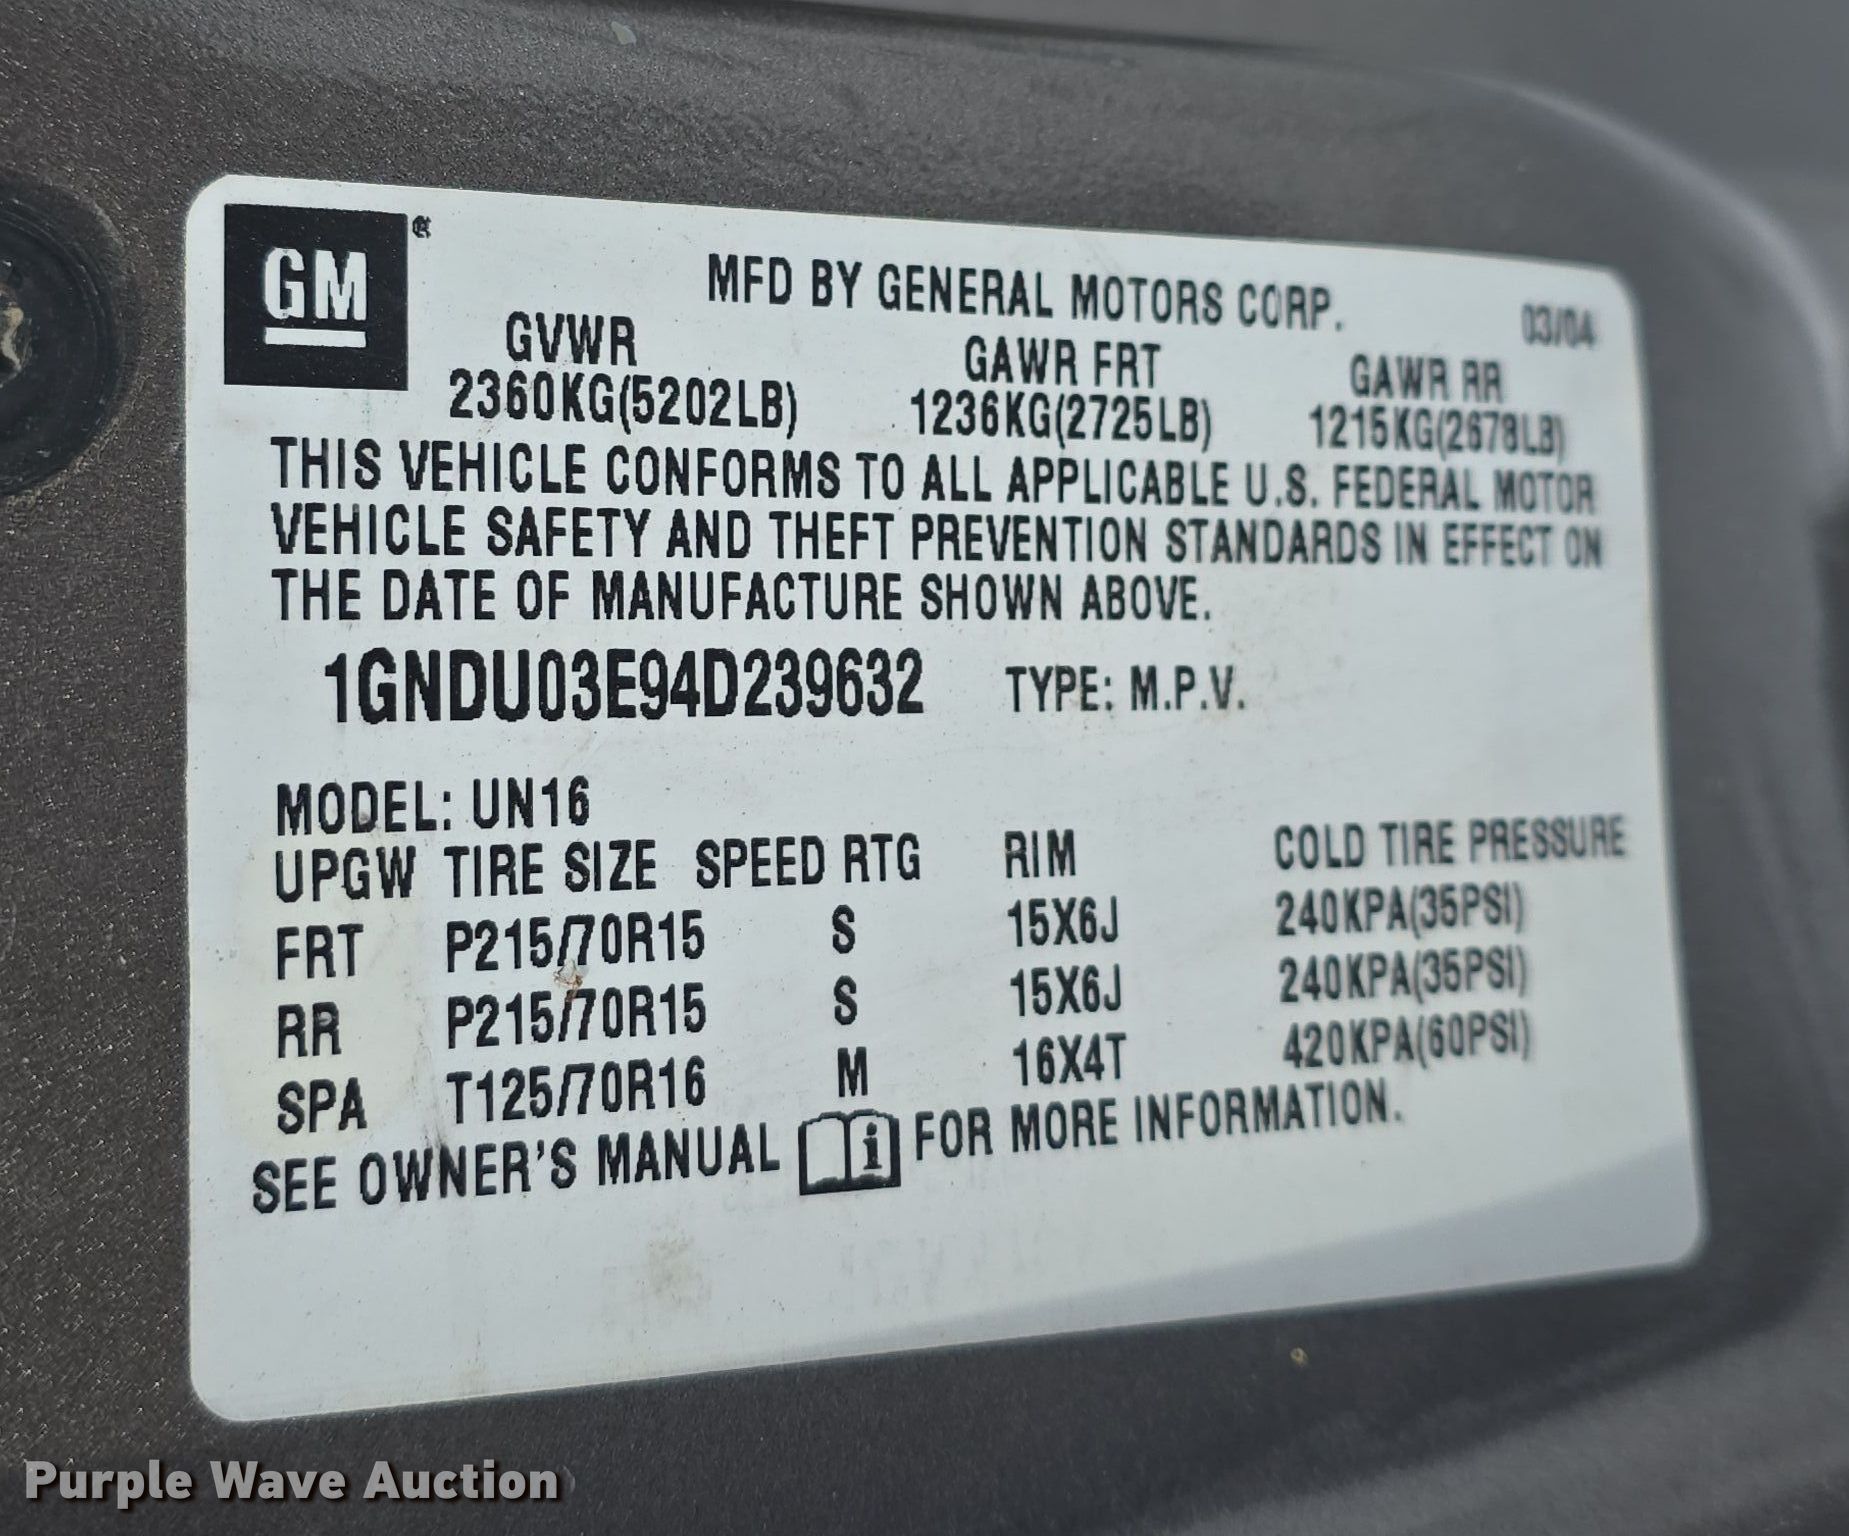 GM
MFD BY GENERAL MOTORS CORP.
03/04
GVWR GAWR FRT GAWR RR
2360KG(5202LB) 1236KG(2725LB) 1215KG(2678LB)
THIS VEHICLE CONFORMS TO ALL APPLICABLE U.S. FEDERAL MOTOR
VEHICLE SAFETY AND THEFT PREVENTION STANDARDS IN EFFECT ON
THE DATE OF MANUFACTURE SHOWN ABOVE.
1GNDU03E94D239632 TYPE: M.P.V.
MODEL: UN16
UPGW TIRE SIZE SPEED RTG RIM COLD TIRE PRESSURE
FRT P215/70R15 S 15X6J 240KPA(35PSI)
RR P215/70R15 S 15X6J 240KPA(35PSI)
SPA T125/70R16 M 16X4T 420KPA(60PSI)
SEE OWNER'S MANUAL i FOR MORE INFORMATION.
Purple Wave Auction